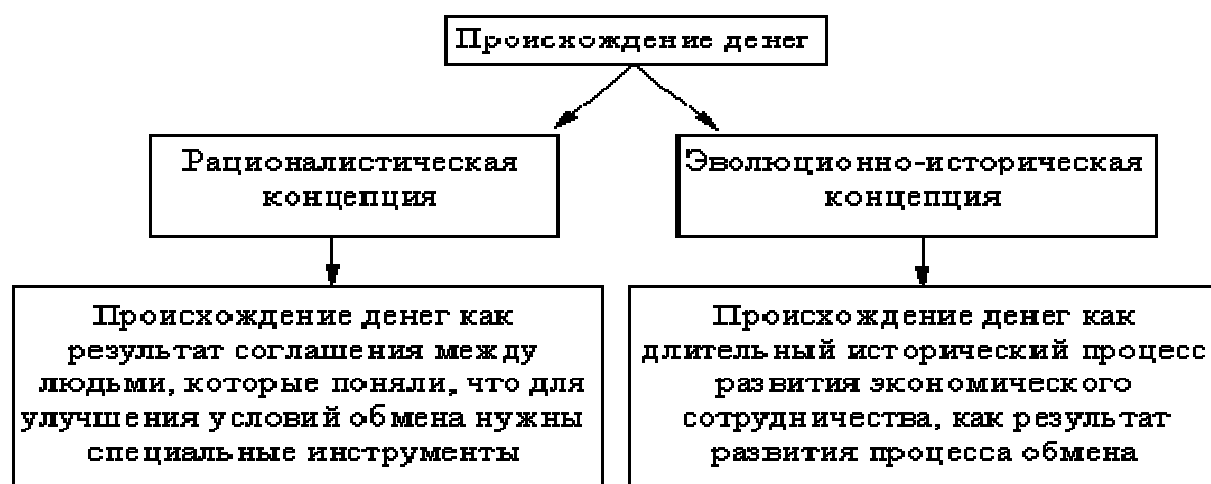 Происхождение денег
Рационалистическая
концепция
Эволюционно-историческая
концепция
Происхождение денег как
результат соглашения между
людьми, которые поняли, что для
улучшения условий обмена нужны
специальные инструменты
Происхождение денег как
длительный исторический процесс
развития экономического
сотрудничества, как результат
развития процесса обмена